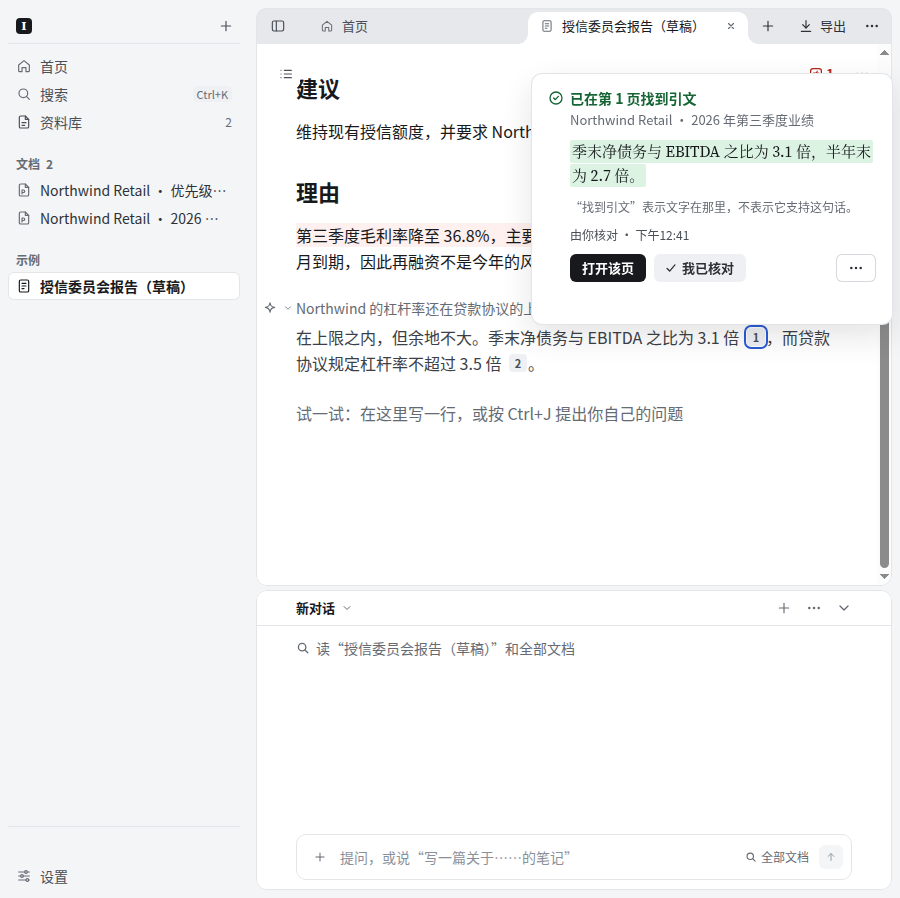 I
首页
搜索
Ctrl+K
资料库
2
文档 2
Northwind Retail · 优先级…
Northwind Retail · 2026 …
示例
授信委员会报告（草稿）
设置
首页
授信委员会报告（草稿）
导出
建议
维持现有授信额度，并要求 North
理由
第三季度毛利率降至 36.8%，主要
月到期，因此再融资不是今年的风
Northwind 的杠杆率还在贷款协议的上
在上限之内，但余地不大。季末净债务与 EBITDA 之比为 3.1 倍 1，而贷款
协议规定杠杆率不超过 3.5 倍 2。
试一试：在这里写一行，或按 Ctrl+J 提出你自己的问题
已在第 1 页找到引文
Northwind Retail · 2026 年第三季度业绩
季末净债务与 EBITDA 之比为 3.1 倍，半年末
为 2.7 倍。
“找到引文”表示文字在那里，不表示它支持这句话。
由你核对 · 下午12:41
打开该页
我已核对
新对话
读“授信委员会报告（草稿）”和全部文档
提问，或说“写一篇关于……的笔记”
全部文档